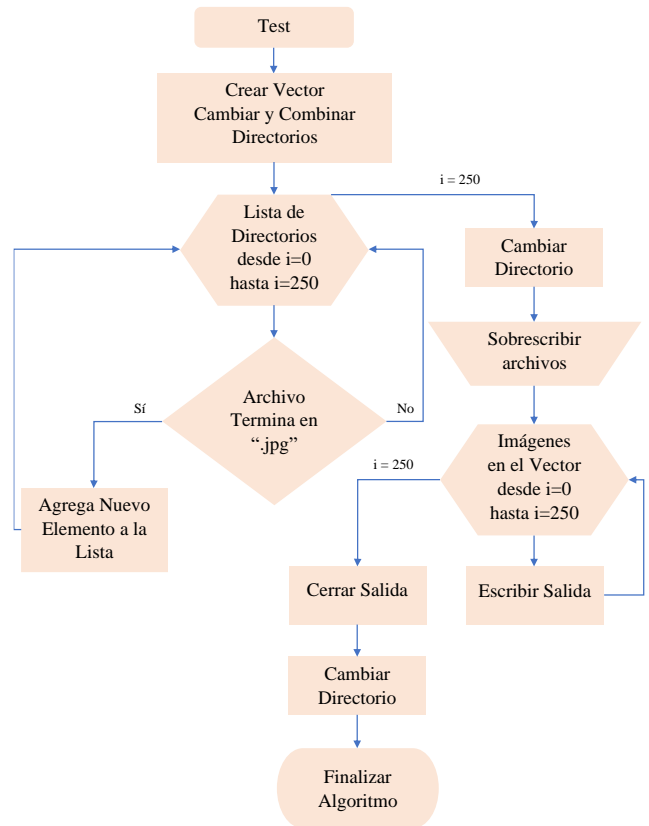 Test
Crear Vector
Cambiar y Combinar
Directorios
i = 250
Lista de
Directorios
desde i=0
hasta i=250
Cambiar
Directorio
Sobrescribir
archivos
Archivo
Termina en
“.jpg”
Sí
No
Imágenes
en el Vector
desde i=0
hasta i=250
i = 250
Agrega Nuevo
Elemento a la
Lista
Cerrar Salida
Escribir Salida
Cambiar
Directorio
Finalizar
Algoritmo